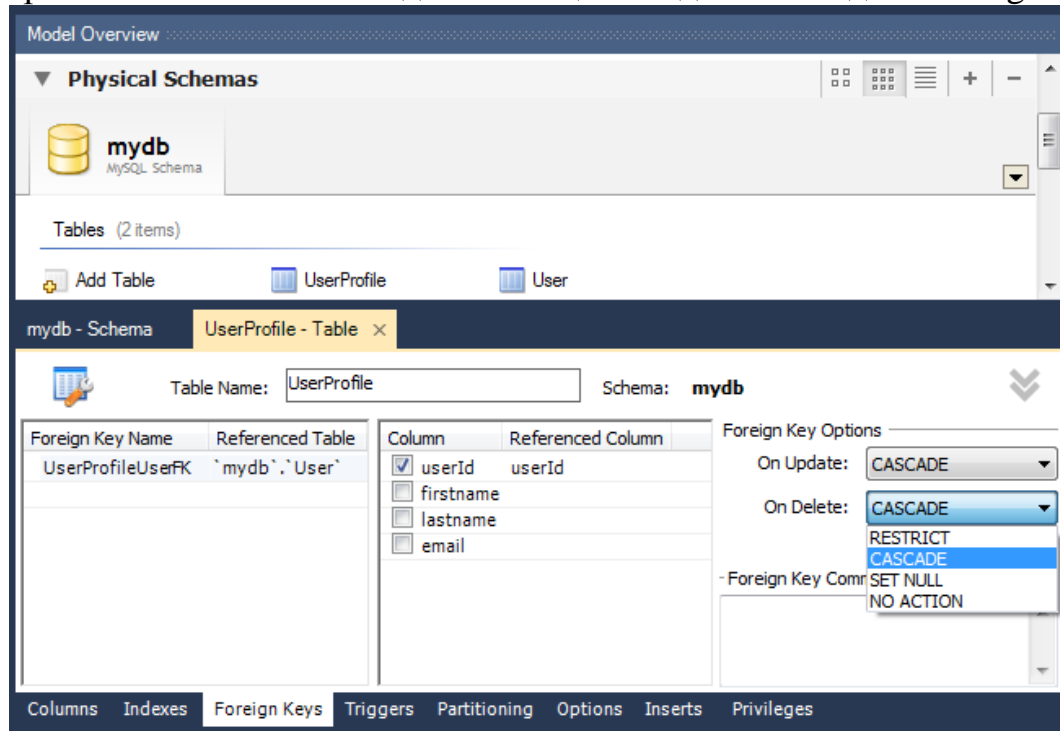 Model Overview
Physical Schemas
mydb
MySQL Schema
Tables (2 items)
Add Table UserProfile User
mydb - Schema UserProfile - Table
Table Name: UserProfile Schema: mydb
Foreign Key Name Referenced Table Column Referenced Column Foreign Key Options
UserProfileUserFK `mydb`.`User` userId userId On Update: CASCADE
firstname
lastname On Delete: CASCADE
email RESTRICT
CASCADE
Foreign Key Comm SET NULL
NO ACTION
Columns Indexes Foreign Keys Triggers Partitioning Options Inserts Privileges